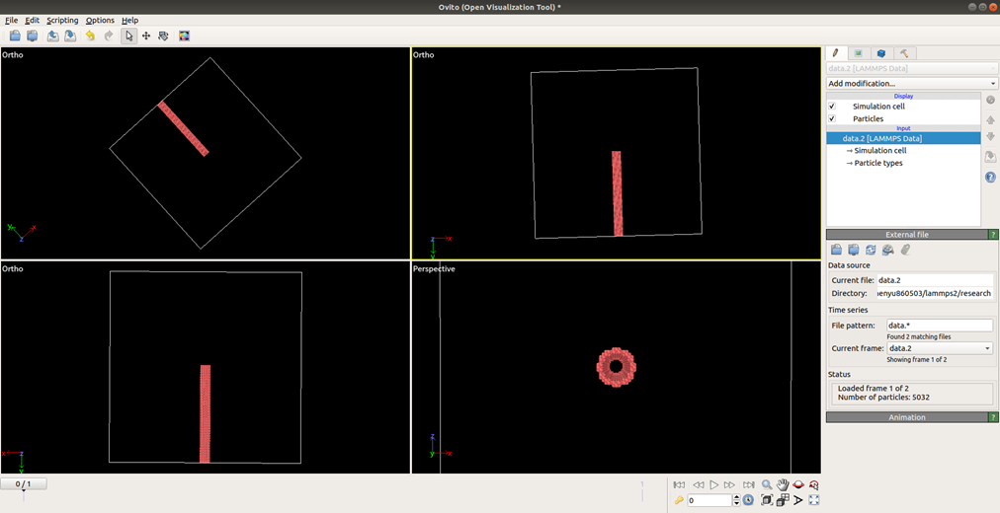 Ovito (Open Visualization Tool) *
File Edit Scripting Options Help
Ortho
Ortho
data.2 [LAMMPS Data]
Add modification...
Display
Simulation cell
Particles
Input
data.2 [LAMMPS Data]
→ Simulation cell
→ Particle types
y x
z
z x
y
External file ?
Data source
Current file: data.2
Directory: enyu860503/lammps2/research
Time series
File pattern: data.*
Found 2 matching files
Current frame: data.2
Showing frame 1 of 2
Status
Loaded frame 1 of 2
Number of particles: 5032
Animation ?
Ortho
Perspective
x z
y
z
y x
0 / 1
1
0